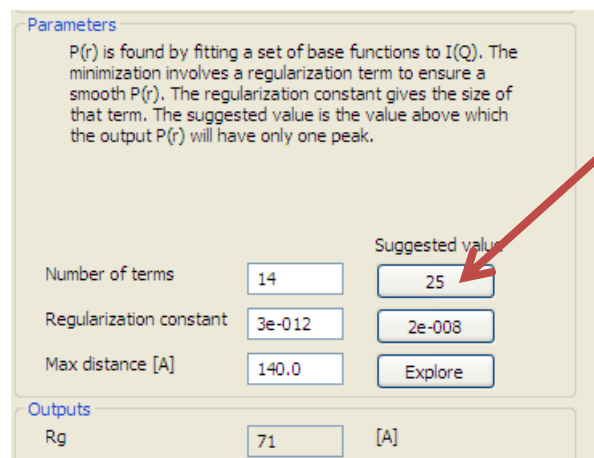 Parameters
P(r) is found by fitting a set of base functions to I(Q). The
minimization involves a regularization term to ensure a
smooth P(r). The regularization constant gives the size of
that term. The suggested value is the value above which
the output P(r) will have only one peak.
Suggested value
Number of terms 14 25
Regularization constant 3e-012 2e-008
Max distance [A] 140.0 Explore
Outputs
Rg 71 [A]